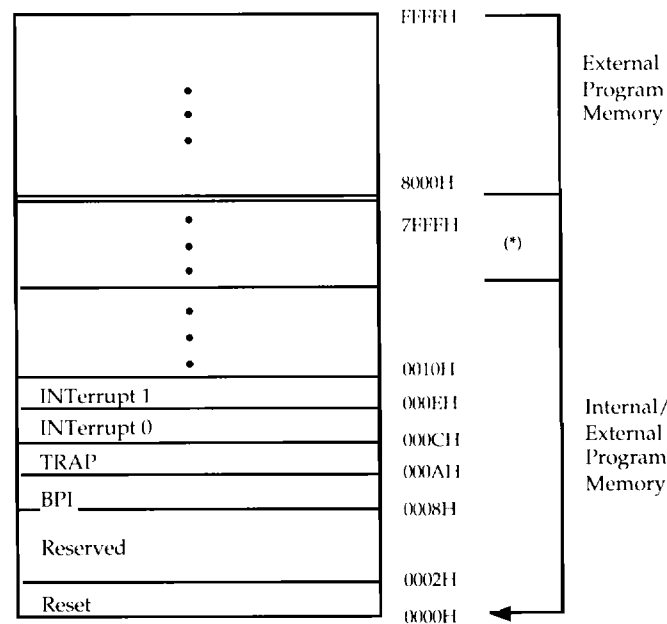 FFFFH
External
Program
Memory
8000H
7FFFH
(*)
0010H
INTerrupt 1
000EH
INTerrupt 0
000CH
TRAP
000AH
BPI
0008H
Internal/
External
Program
Memory
Reserved
0002H
Reset
0000H